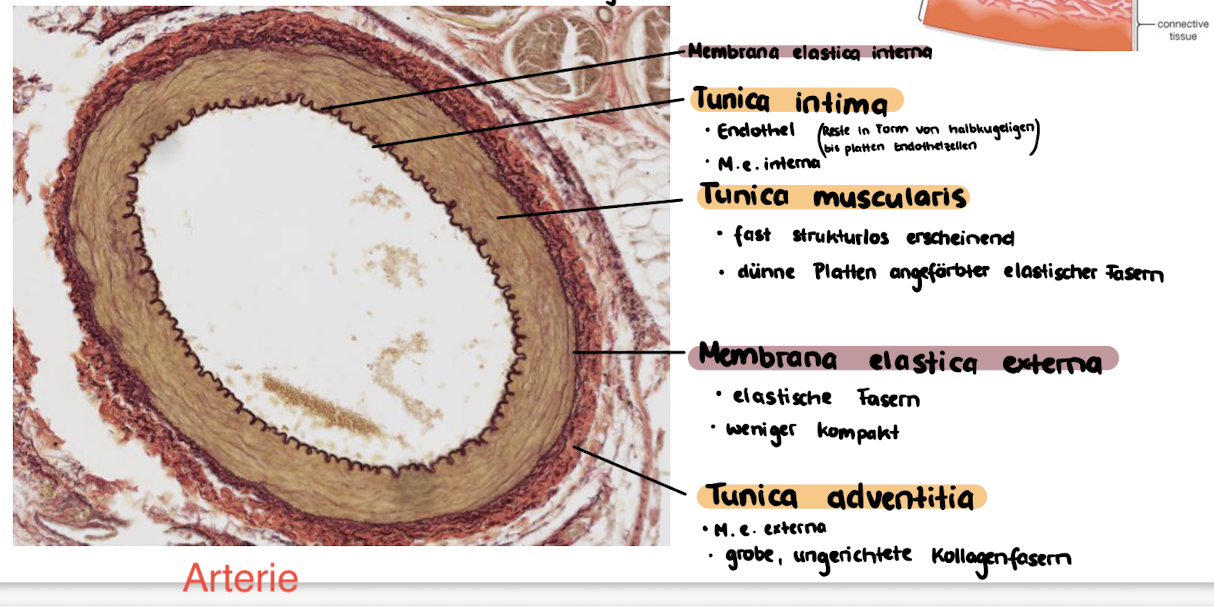 connective
tissue
Membrana elastica interna
Tunica intima
• Endothel (Reste in Form von halbkugeligen
bis platten Endothelzellen)
• M.e. interna
Tunica muscularis
• fast strukturlos erscheinend
• dünne Platten angefärbter elastischer Fasern
Membrana elastica externa
• elastische Fasern
• weniger kompakt
Tunica adventitia
• M. e. externa
• grobe, ungerichtete Kollagenfasern
Arterie